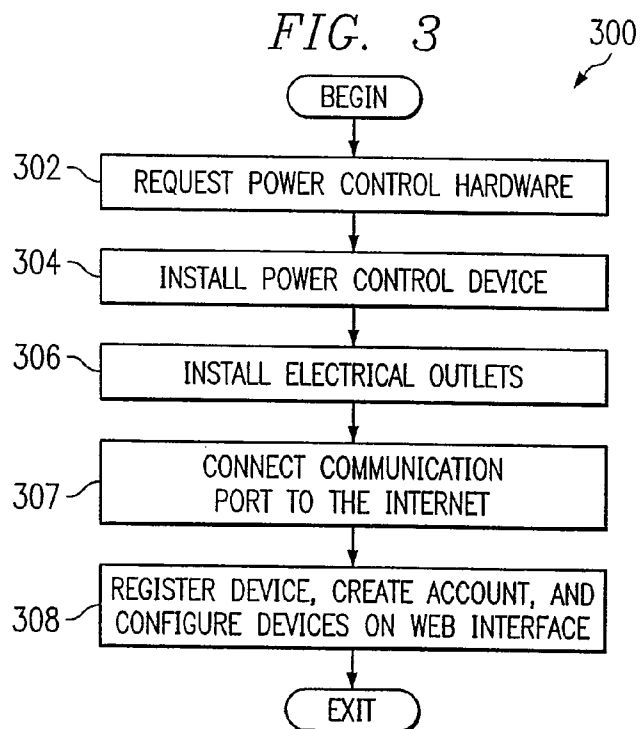 FIG. 3
300
BEGIN
302
REQUEST POWER CONTROL HARDWARE
304
INSTALL POWER CONTROL DEVICE
306
INSTALL ELECTRICAL OUTLETS
307
CONNECT COMMUNICATION
PORT TO THE INTERNET
308
REGISTER DEVICE, CREATE ACCOUNT, AND
CONFIGURE DEVICES ON WEB INTERFACE
EXIT